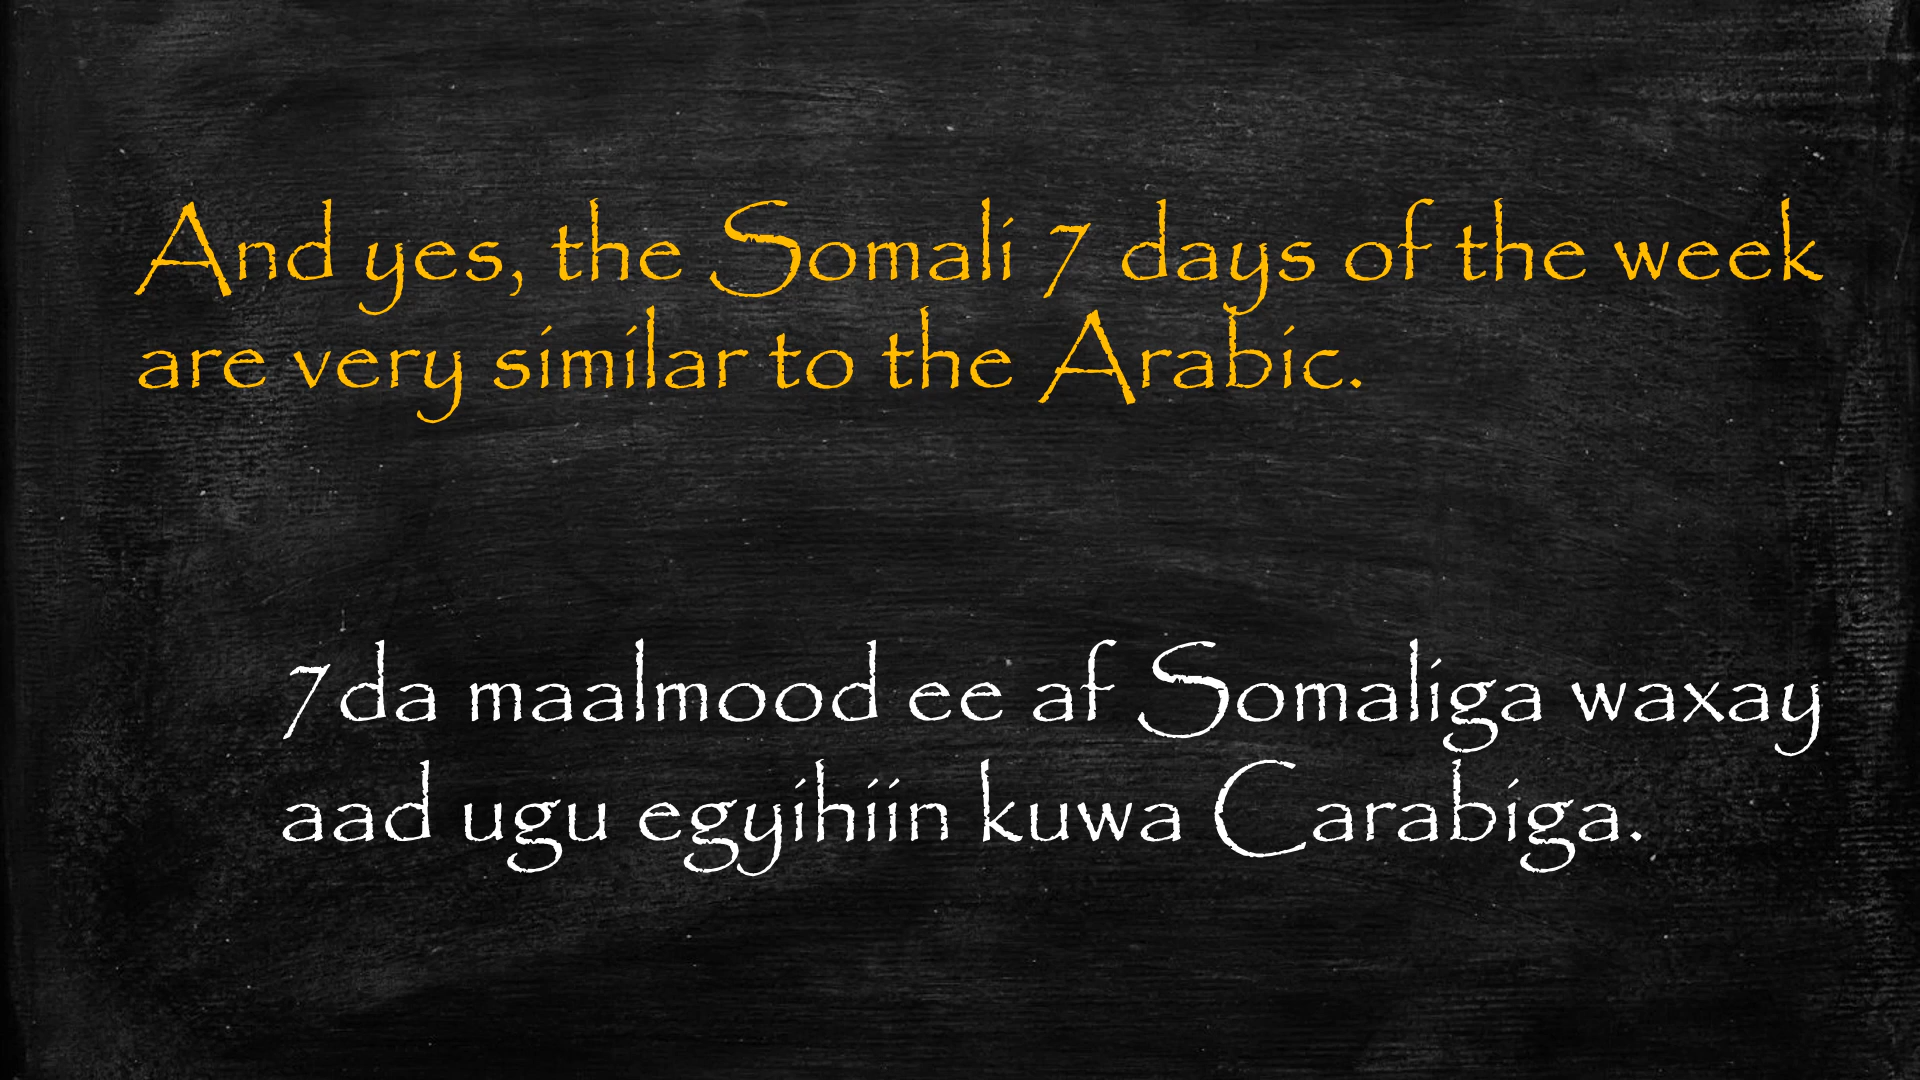 And yes, the Somali 7 days of the week
are very similar to the Arabic.
7da maalmood ee af Somaliga waxay
aad ugu egyihiin kuwa Carabiga.